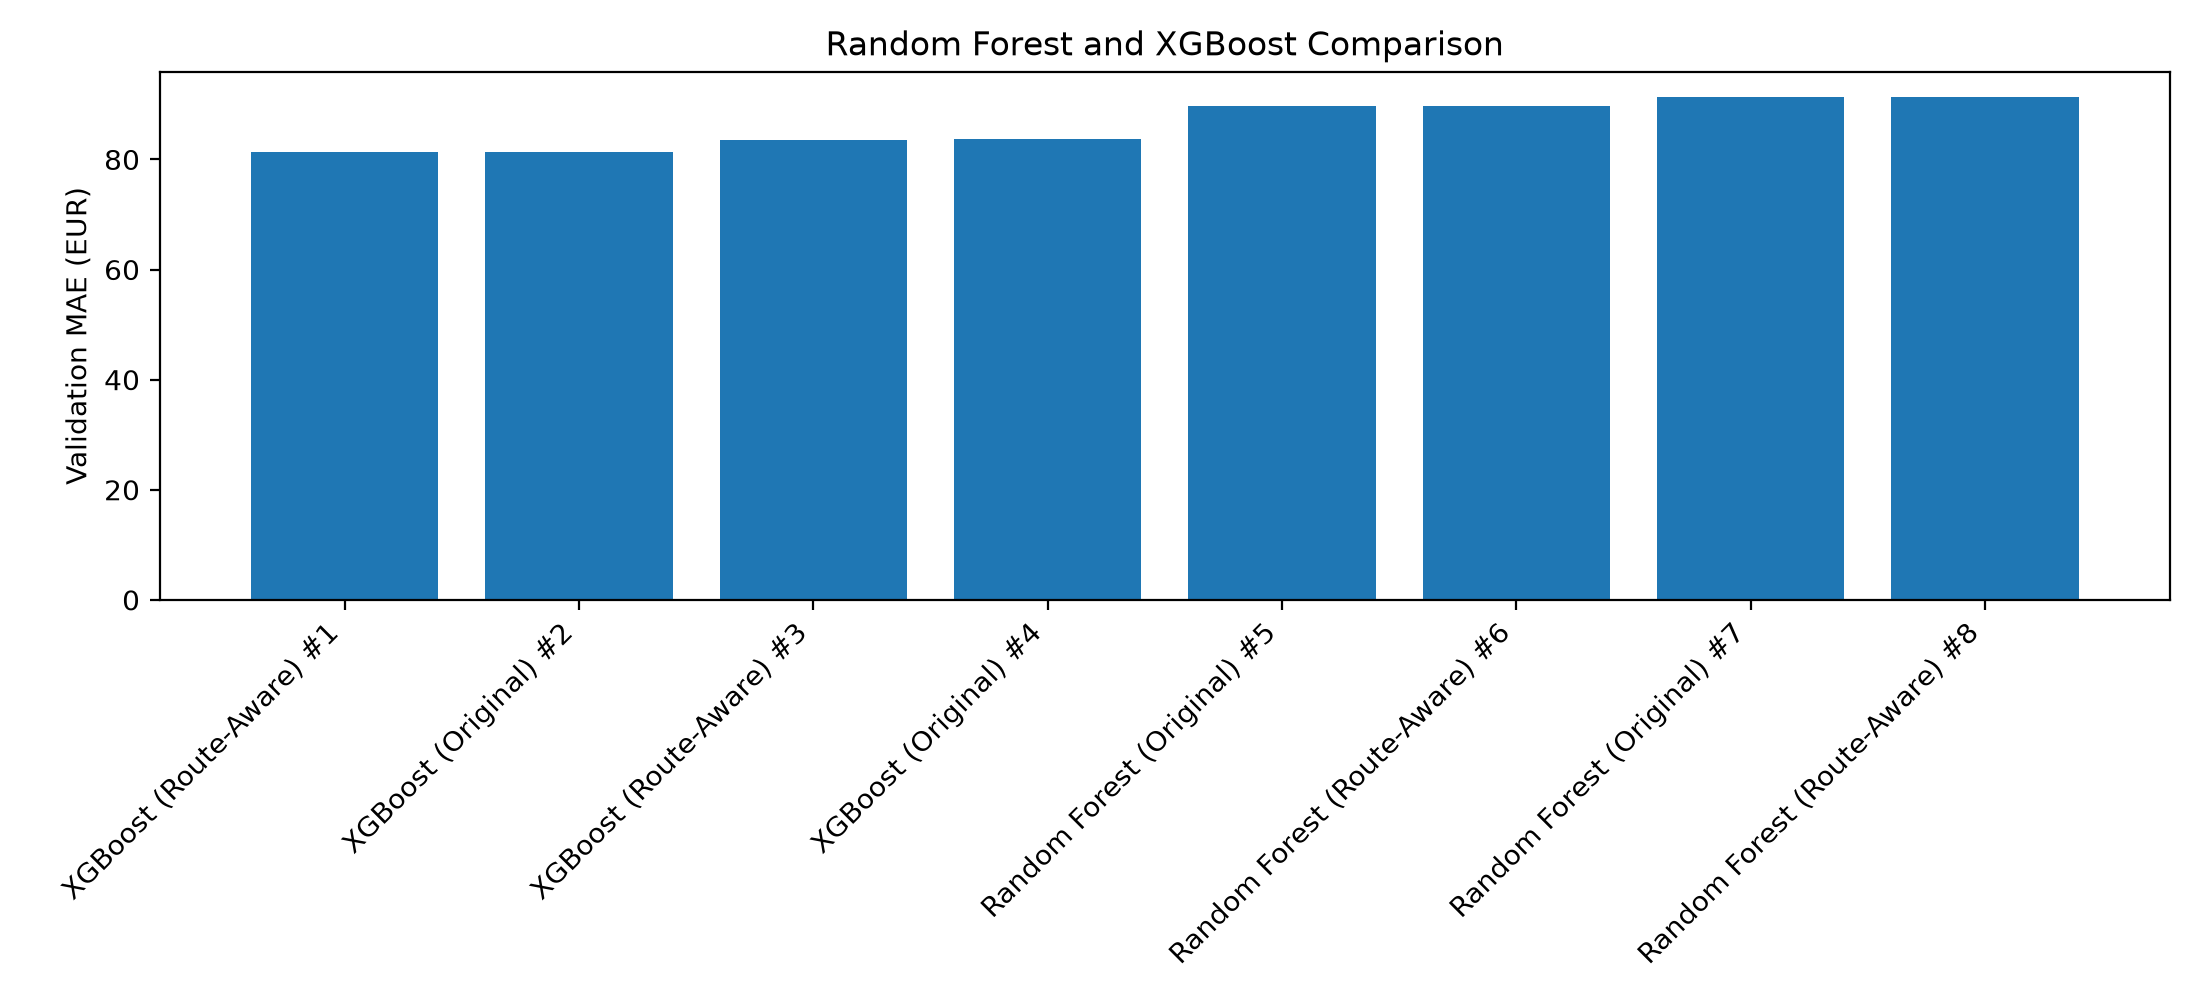 Random Forest and XGBoost Comparison
Validation MAE (EUR)
80
60
40
20
0
XGBoost (Route-Aware) #1
XGBoost (Original) #2
XGBoost (Route-Aware) #3
XGBoost (Original) #4
Random Forest (Original) #5
Random Forest (Route-Aware) #6
Random Forest (Original) #7
Random Forest (Route-Aware) #8